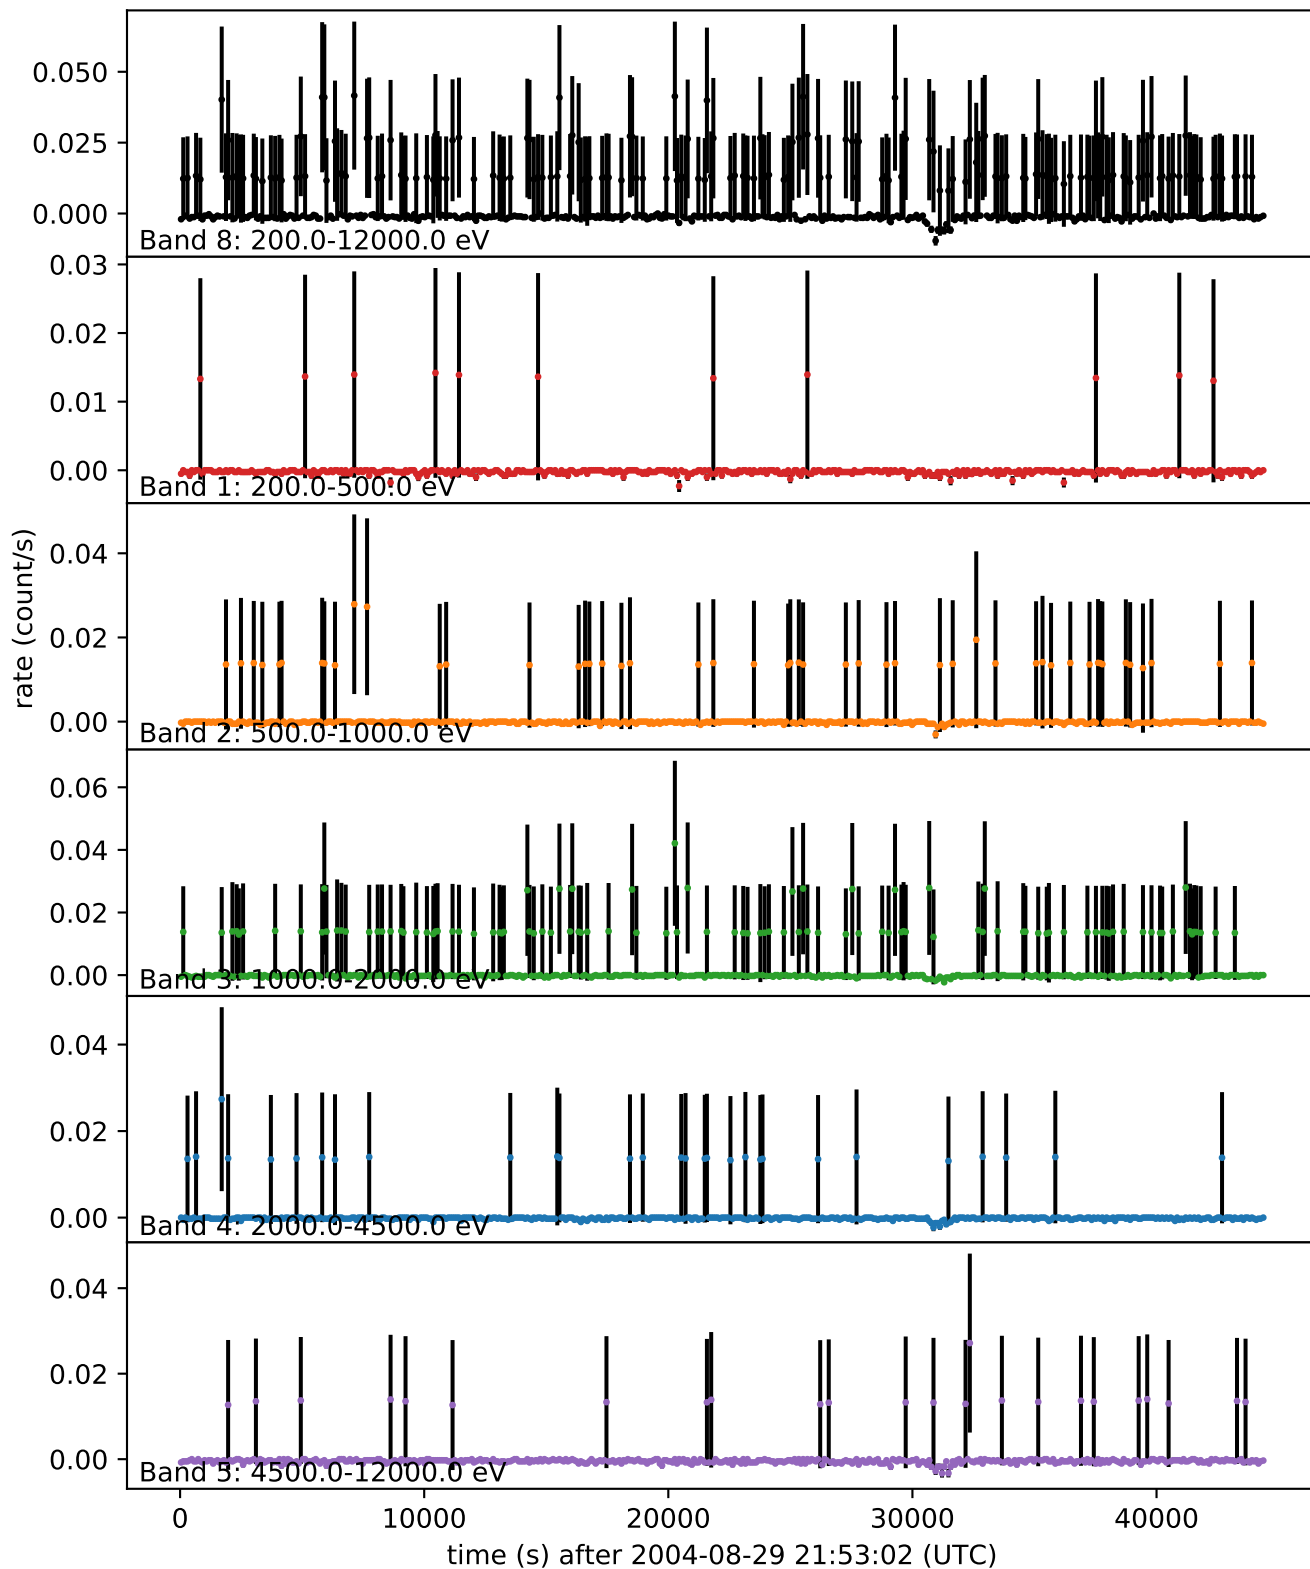 0.050
0.025
0.000
Band 8: 200.0-12000.0 eV
0.03
0.02
0.01
0.00
Band 1: 200.0-500.0 eV
rate (count/s)
0.04
0.02
0.00
Band 2: 500.0-1000.0 eV
0.06
0.04
0.02
0.00
Band 3: 1000.0-2000.0 eV
0.04
0.02
0.00
Band 4: 2000.0-4500.0 eV
0.04
0.02
0.00
Band 5: 4500.0-12000.0 eV
0 10000 20000 30000 40000
time (s) after 2004-08-29 21:53:02 (UTC)